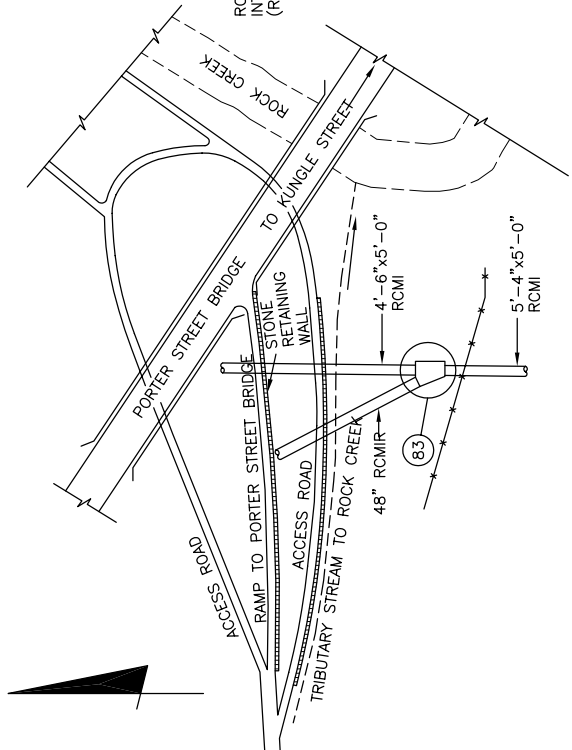 RO
INT
(R
ROCK CREEK
PORTER STREET BRIDGE
TO KUNGLE STREET
STONE
RETAINING
WALL
ACCESS ROAD
RAMP TO PORTER STREET BRIDGE
ACCESS ROAD
TRIBUTARY STREAM TO ROCK CREEK
4'-6"x5'-0"
RCMI
48" RCMIR
83
5'-4"x5'-0"
RCMI